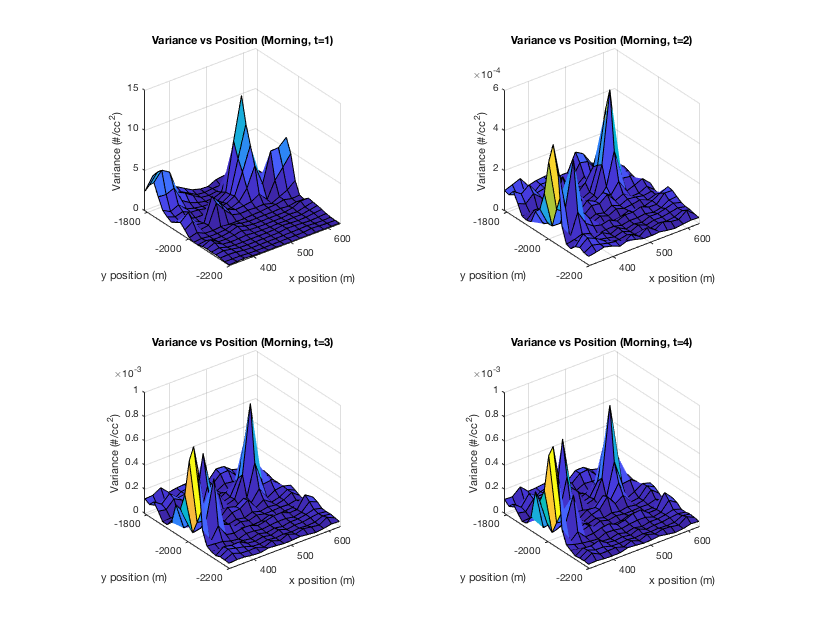 Variance vs Position (Morning, t=1)
15
10
5
0
Variance (#/cc²)
-1800
-2000
-2200
y position (m)
400
500
600
x position (m)
Variance vs Position (Morning, t=2)
×10⁻⁴
6
4
2
0
Variance (#/cc²)
-1800
-2000
-2200
y position (m)
400
500
600
x position (m)
Variance vs Position (Morning, t=3)
×10⁻³
1
0.8
0.6
0.4
0.2
0
Variance (#/cc²)
-1800
-2000
-2200
y position (m)
400
500
600
x position (m)
Variance vs Position (Morning, t=4)
×10⁻³
1
0.8
0.6
0.4
0.2
0
Variance (#/cc²)
-1800
-2000
-2200
y position (m)
400
500
600
x position (m)